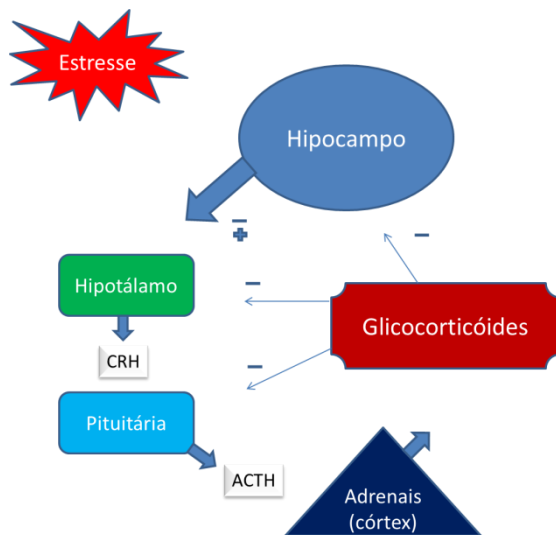 Estresse
Hipocampo
−
+
−
Hipotálamo
−
Glicocorticóides
CRH
−
Pituitária
ACTH
Adrenais
(córtex)